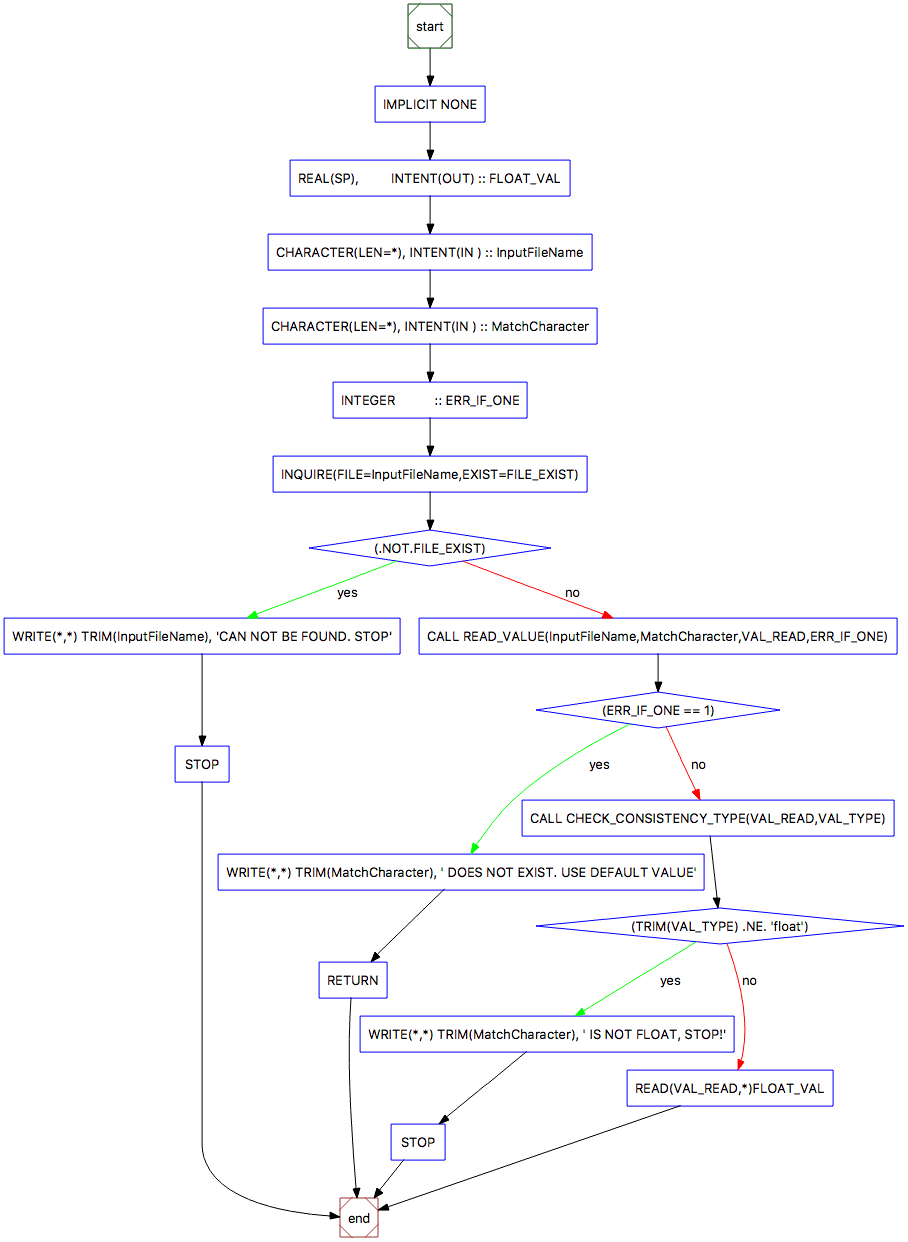 start
IMPLICIT NONE
REAL(SP),        INTENT(OUT) :: FLOAT_VAL
CHARACTER(LEN=*), INTENT(IN ) :: InputFileName
CHARACTER(LEN=*), INTENT(IN ) :: MatchCharacter
INTEGER          :: ERR_IF_ONE
INQUIRE(FILE=InputFileName,EXIST=FILE_EXIST)
(.NOT.FILE_EXIST)
yes
no
WRITE(*,*) TRIM(InputFileName), 'CAN NOT BE FOUND. STOP'
CALL READ_VALUE(InputFileName,MatchCharacter,VAL_READ,ERR_IF_ONE)
(ERR_IF_ONE == 1)
STOP
yes
no
CALL CHECK_CONSISTENCY_TYPE(VAL_READ,VAL_TYPE)
WRITE(*,*) TRIM(MatchCharacter), ' DOES NOT EXIST. USE DEFAULT VALUE'
(TRIM(VAL_TYPE) .NE. 'float')
RETURN
yes
no
WRITE(*,*) TRIM(MatchCharacter), ' IS NOT FLOAT, STOP!'
READ(VAL_READ,*)FLOAT_VAL
STOP
end